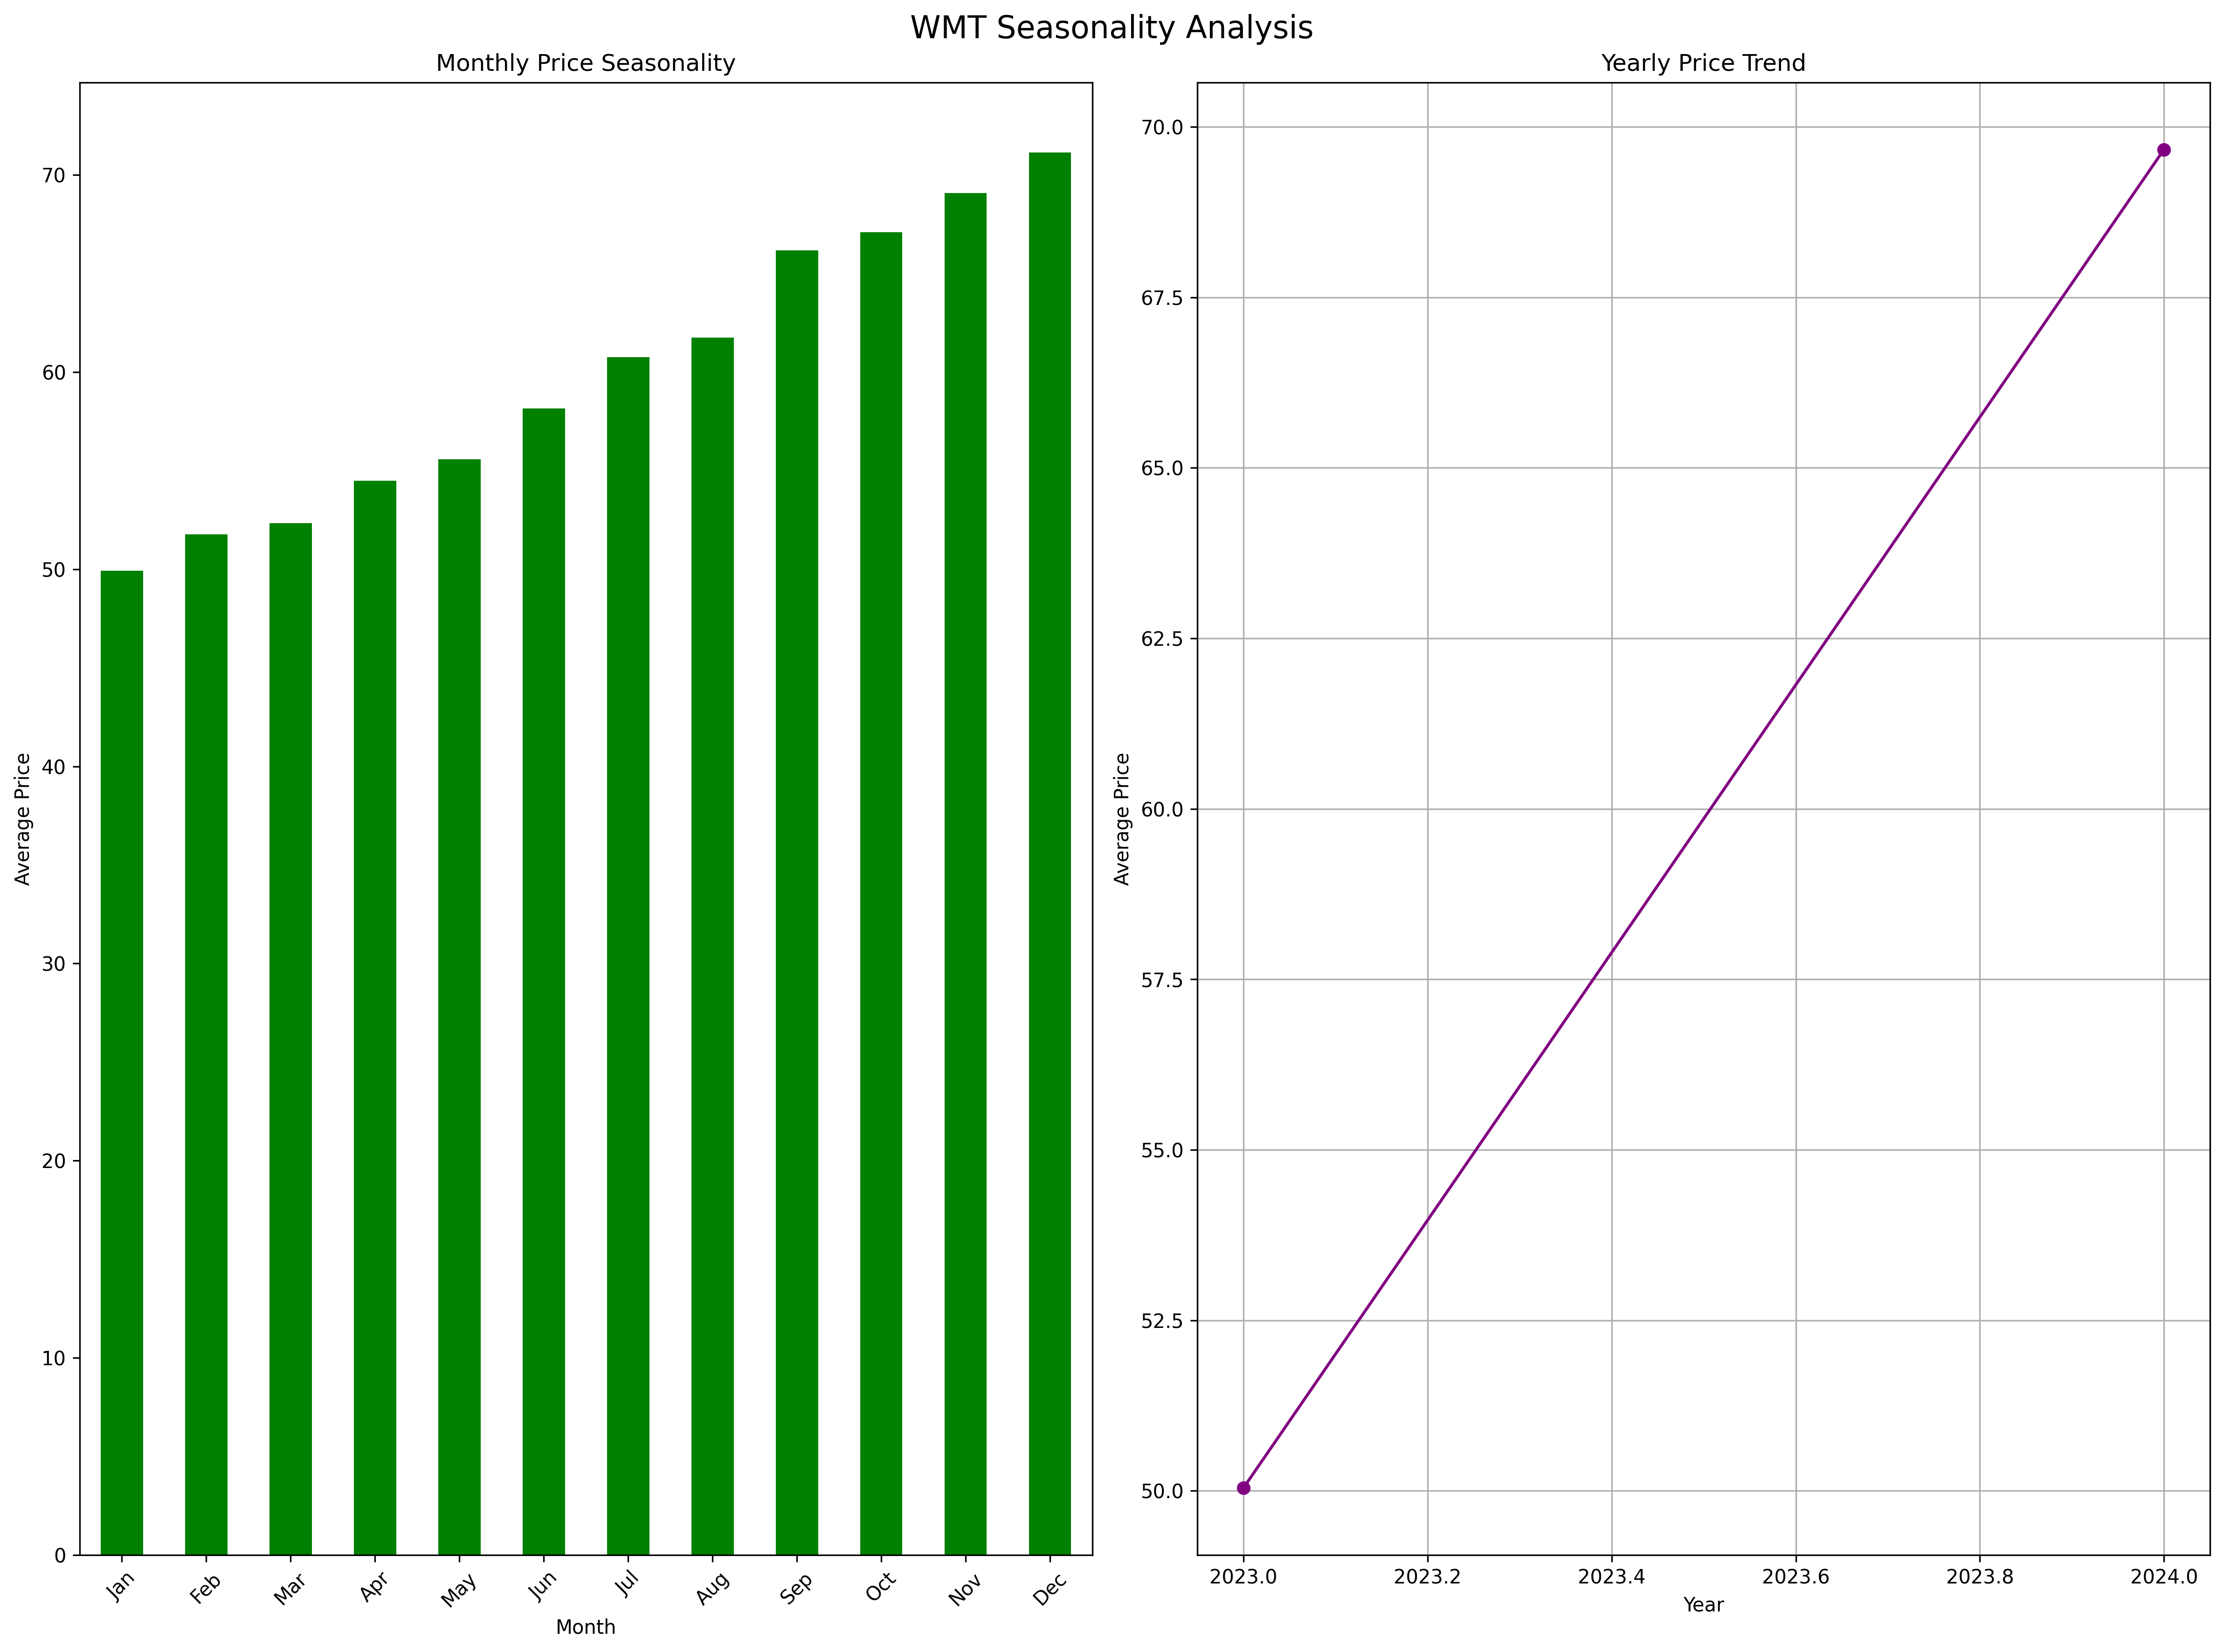 WMT Seasonality Analysis
Monthly Price Seasonality
Average Price
70
60
50
40
30
20
10
0
Jan
Feb
Mar
Apr
May
Jun
Jul
Aug
Sep
Oct
Nov
Dec
Month
Yearly Price Trend
Average Price
70.0
67.5
65.0
62.5
60.0
57.5
55.0
52.5
50.0
2023.0
2023.2
2023.4
2023.6
2023.8
2024.0
Year